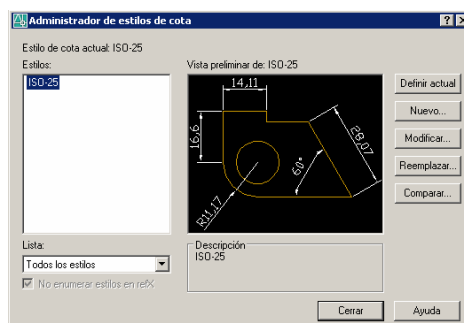 Administrador de estilos de cota
Estilo de cota actual: ISO-25
Estilos:
ISO-25
Vista preliminar de: ISO-25
14,11
16,6
28,07
60°
R11,17
Definir actual
Nuevo...
Modificar...
Reemplazar...
Comparar...
Lista:
Todos los estilos
No enumerar estilos en refX
Descripción
ISO-25
Cerrar
Ayuda